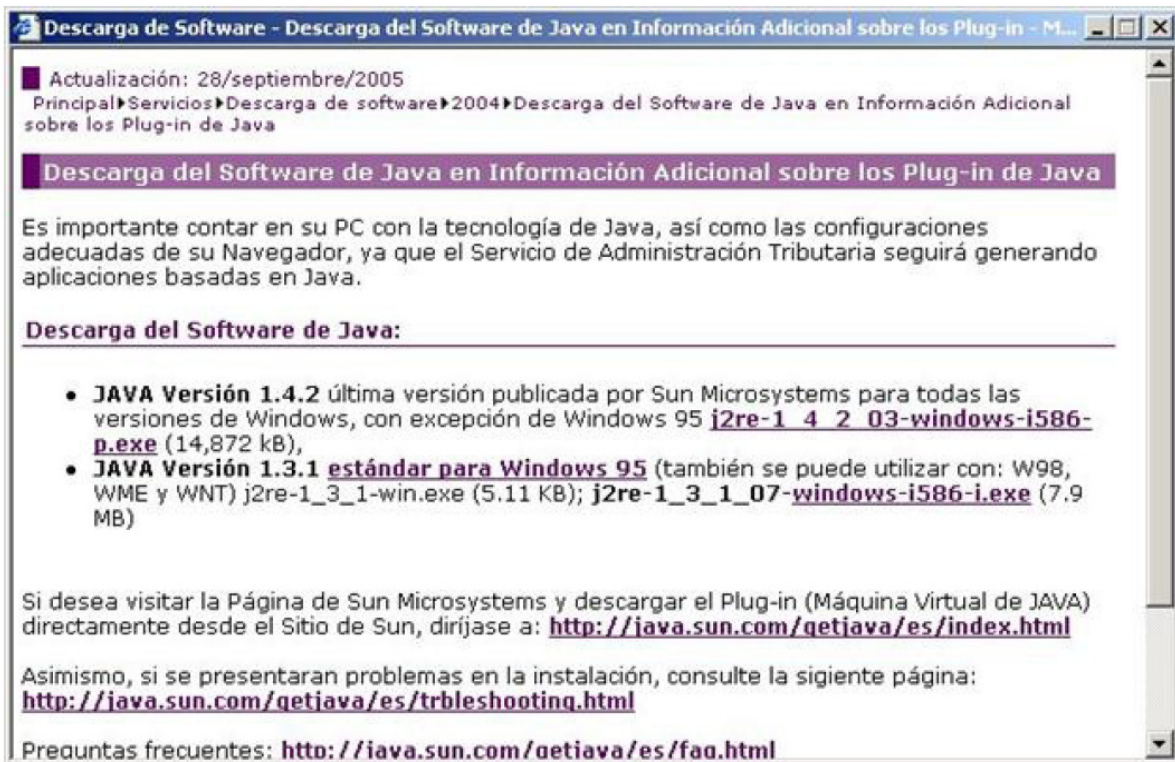 Descarga de Software - Descarga del Software de Java en Información Adicional sobre los Plug-in - M...
Actualización: 28/septiembre/2005
Principal▶Servicios▶Descarga de software▶2004▶Descarga del Software de Java en Información Adicional
sobre los Plug-in de Java
Descarga del Software de Java en Información Adicional sobre los Plug-in de Java
Es importante contar en su PC con la tecnología de Java, así como las configuraciones
adecuadas de su Navegador, ya que el Servicio de Administración Tributaria seguirá generando
aplicaciones basadas en Java.
Descarga del Software de Java:
• JAVA Versión 1.4.2 última versión publicada por Sun Microsystems para todas las
versiones de Windows, con excepción de Windows 95 j2re-1_4_2_03-windows-i586-
p.exe (14,872 kB),
• JAVA Versión 1.3.1 estándar para Windows 95 (también se puede utilizar con: W98,
WME y WNT) j2re-1_3_1-win.exe (5.11 KB); j2re-1_3_1_07-windows-i586-i.exe (7.9
MB)
Si desea visitar la Página de Sun Microsystems y descargar el Plug-in (Máquina Virtual de JAVA)
directamente desde el Sitio de Sun, diríjase a: http://java.sun.com/getjava/es/index.html
Asimismo, si se presentaran problemas en la instalación, consulte la sigiente página:
http://java.sun.com/getjava/es/trbleshooting.html
Preguntas frecuentes: http://java.sun.com/getjava/es/faq.html